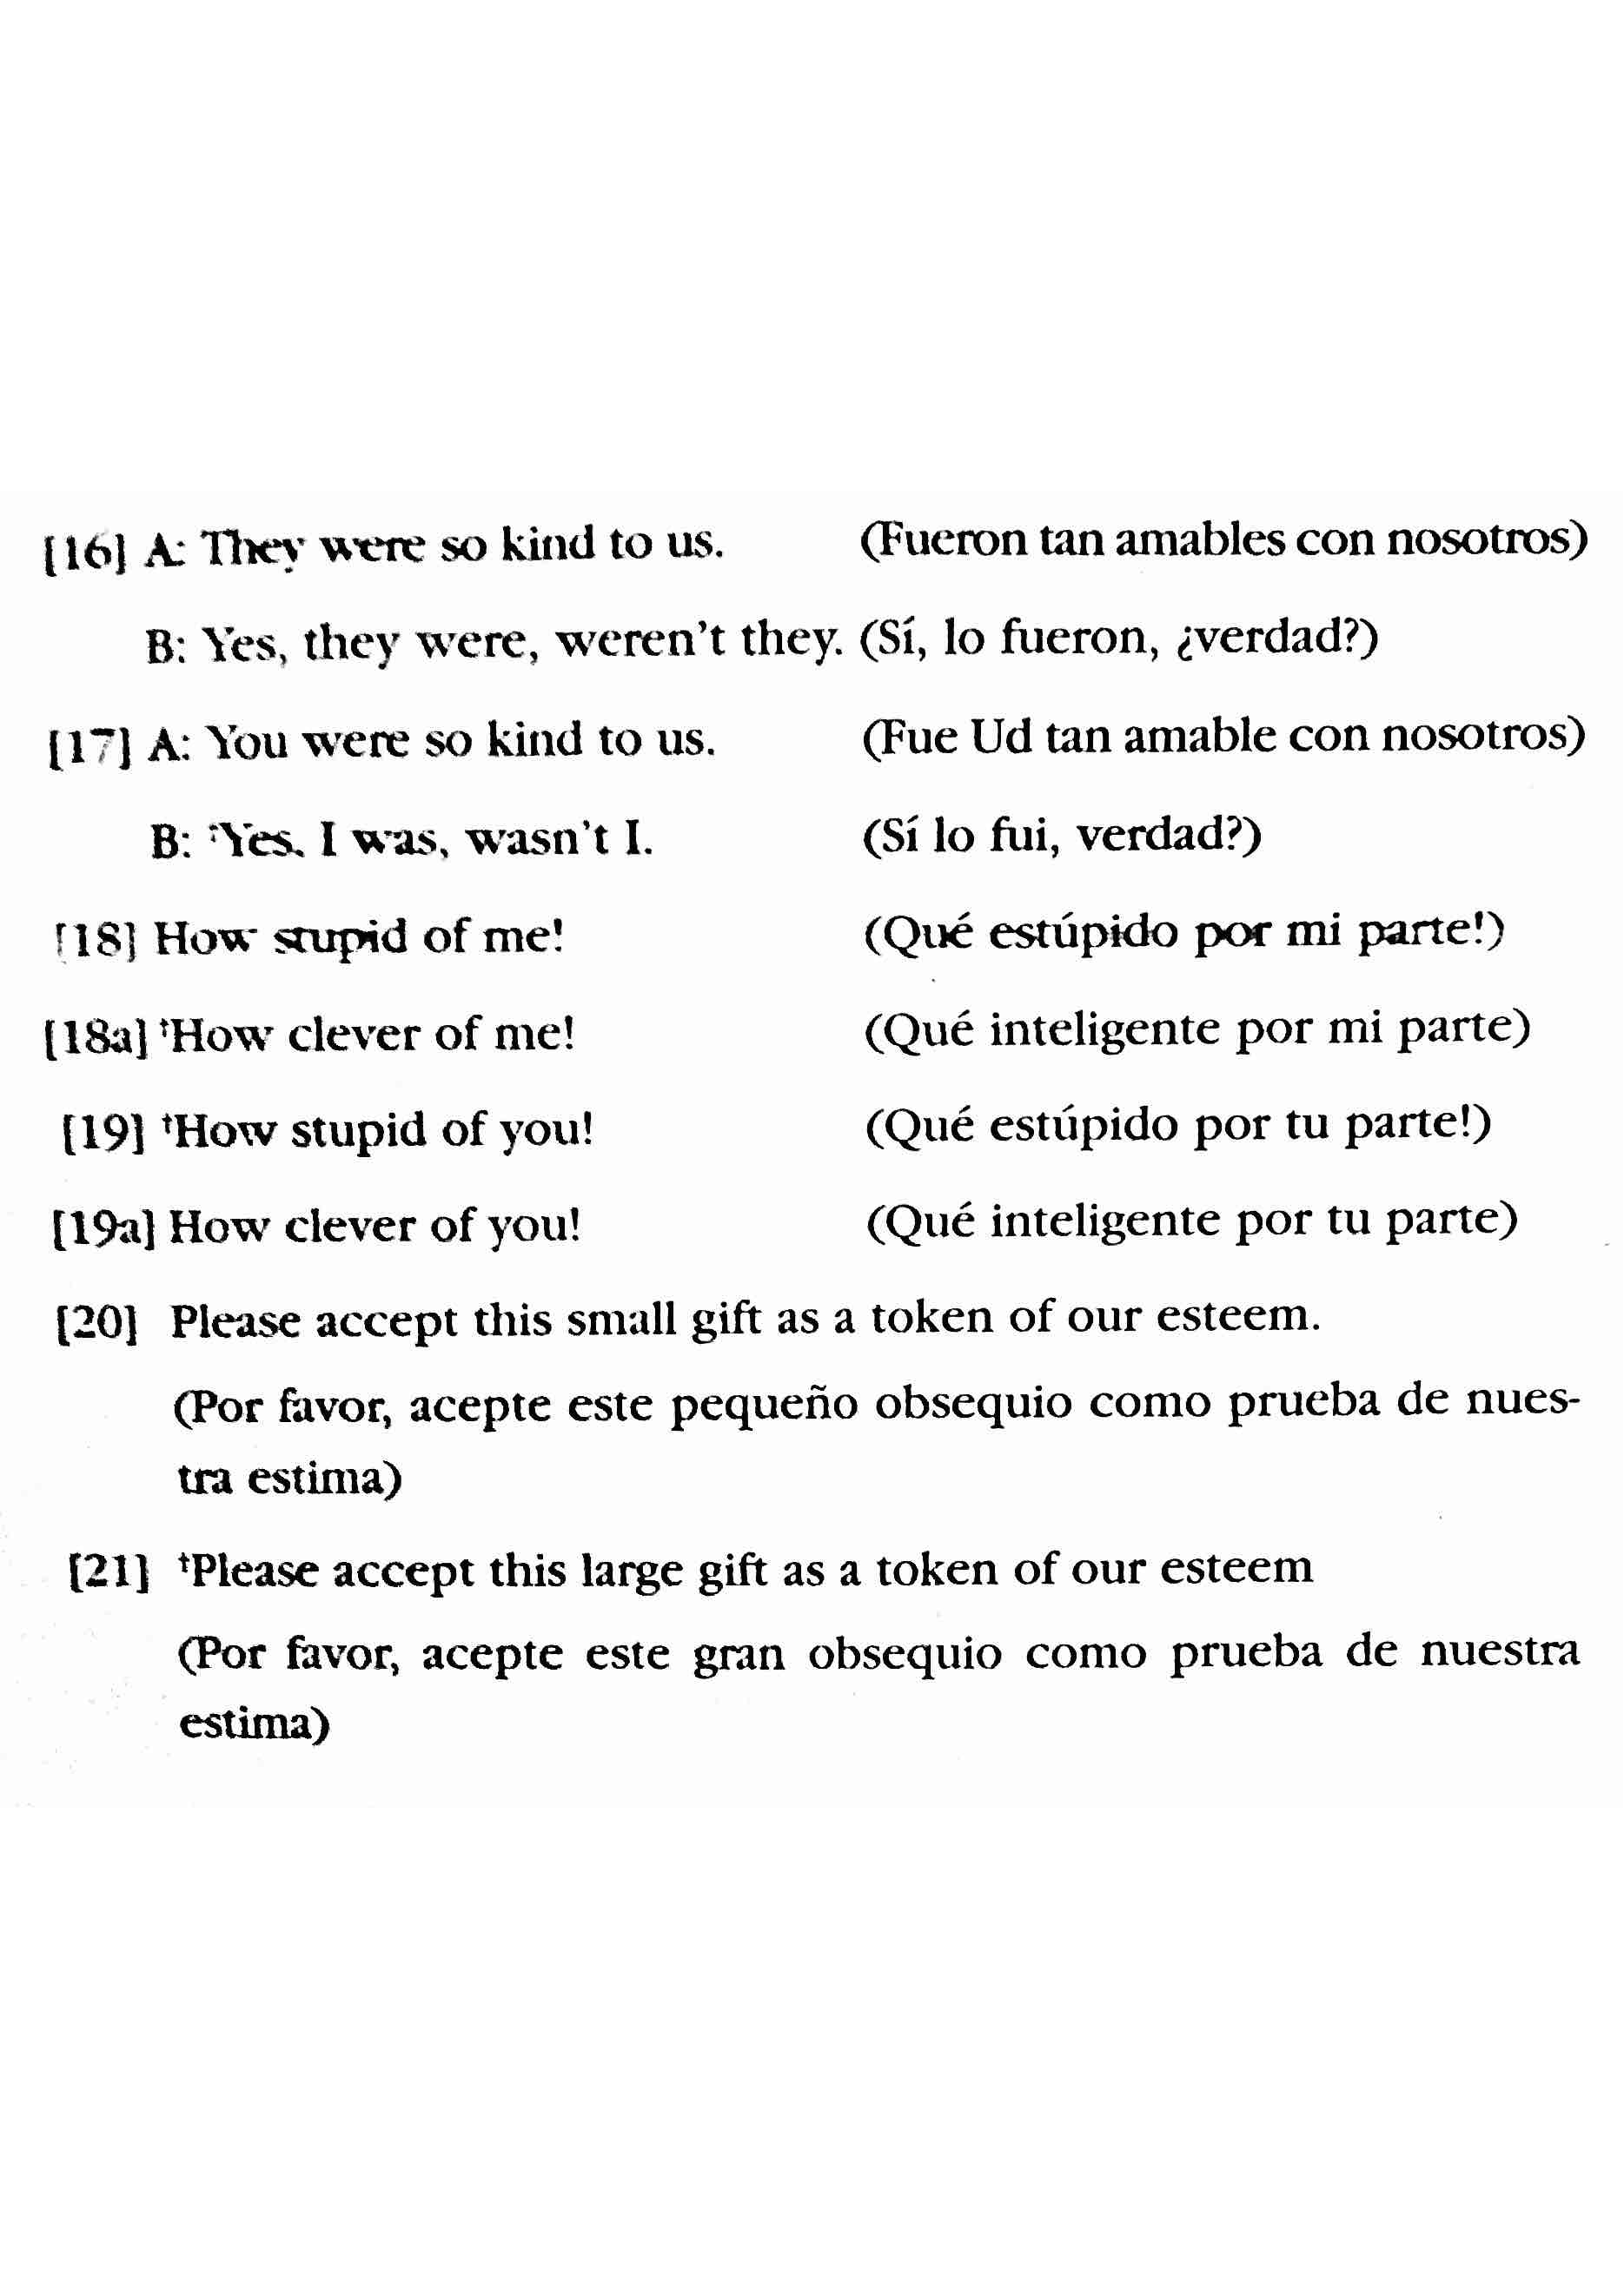 [16] A: They were so kind to us. (Fueron tan amables con nosotros)
B: Yes, they were, weren't they. (Sí, lo fueron, ¿verdad?)
[17] A: You were so kind to us. (Fue Ud tan amable con nosotros)
B: ‡Yes. I was, wasn't I. (Sí lo fui, verdad?)
[18] How stupid of me! (Qué estúpido por mi parte!)
[18a] ‡How clever of me! (Qué inteligente por mi parte)
[19] ‡How stupid of you! (Qué estúpido por tu parte!)
[19a] How clever of you! (Qué inteligente por tu parte)
[20] Please accept this small gift as a token of our esteem.
(Por favor, acepte este pequeño obsequio como prueba de nues-
tra estima)
[21] ‡Please accept this large gift as a token of our esteem
(Por favor, acepte este gran obsequio como prueba de nuestra
estima)